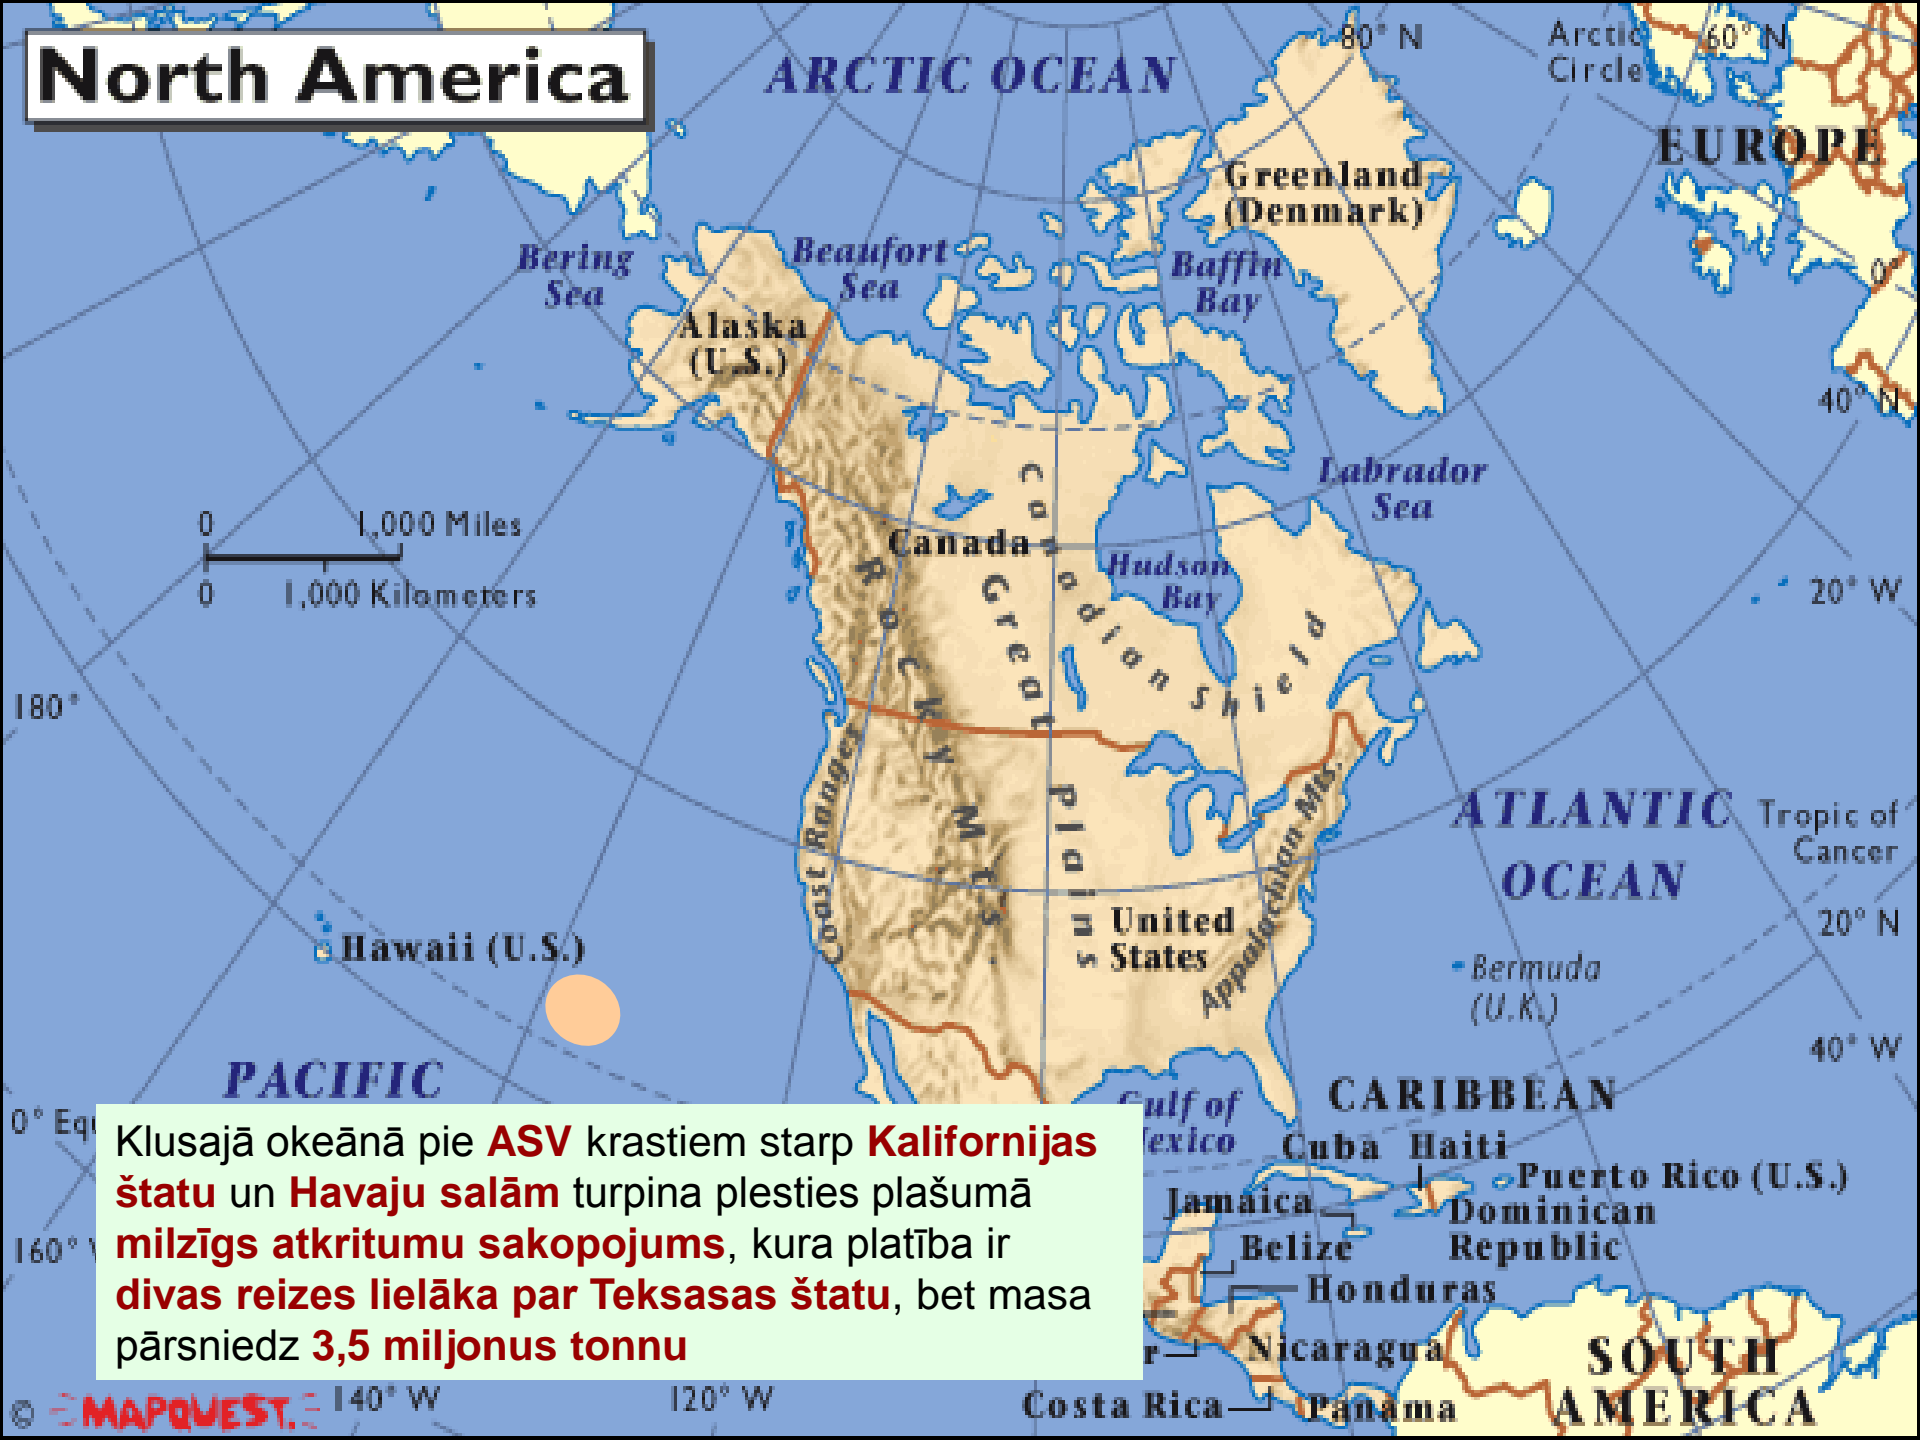 North America
ARCTIC OCEAN
80° N
Arctic
Circle
60° N
EUROPE
Greenland
(Denmark)
Bering
Sea
Beaufort
Sea
Baffin
Bay
0°
Alaska
(U.S.)
40° N
Labrador
Sea
0 1,000 Miles
0 1,000 Kilometers
Canada
Hudson
Bay
Canadian Shield
Rocky Mts.
Great Plains
20° W
180°
Coast Ranges
Appalachian Mts.
ATLANTIC
OCEAN
Tropic of
Cancer
United
States
20° N
Hawaii (U.S.)
Bermuda
(U.K.)
40° W
PACIFIC
CARIBBEAN
Gulf of
exico
0° Equ
Cuba Haiti
Puerto Rico (U.S.)
Jamaica
Dominican
Republic
Belize
160°
Honduras
Klusajā okeānā pie ASV krastiem starp Kalifornijas
štatu un Havaju salām turpina plesties plašumā
milzīgs atkritumu sakopojums, kura platība ir
divas reizes lielāka par Teksasas štatu, bet masa
pārsniedz 3,5 miljonus tonnu
r
Nicaragua
SOUTH
AMERICA
Costa Rica
Panama
© MAPQUEST.
140° W
120° W